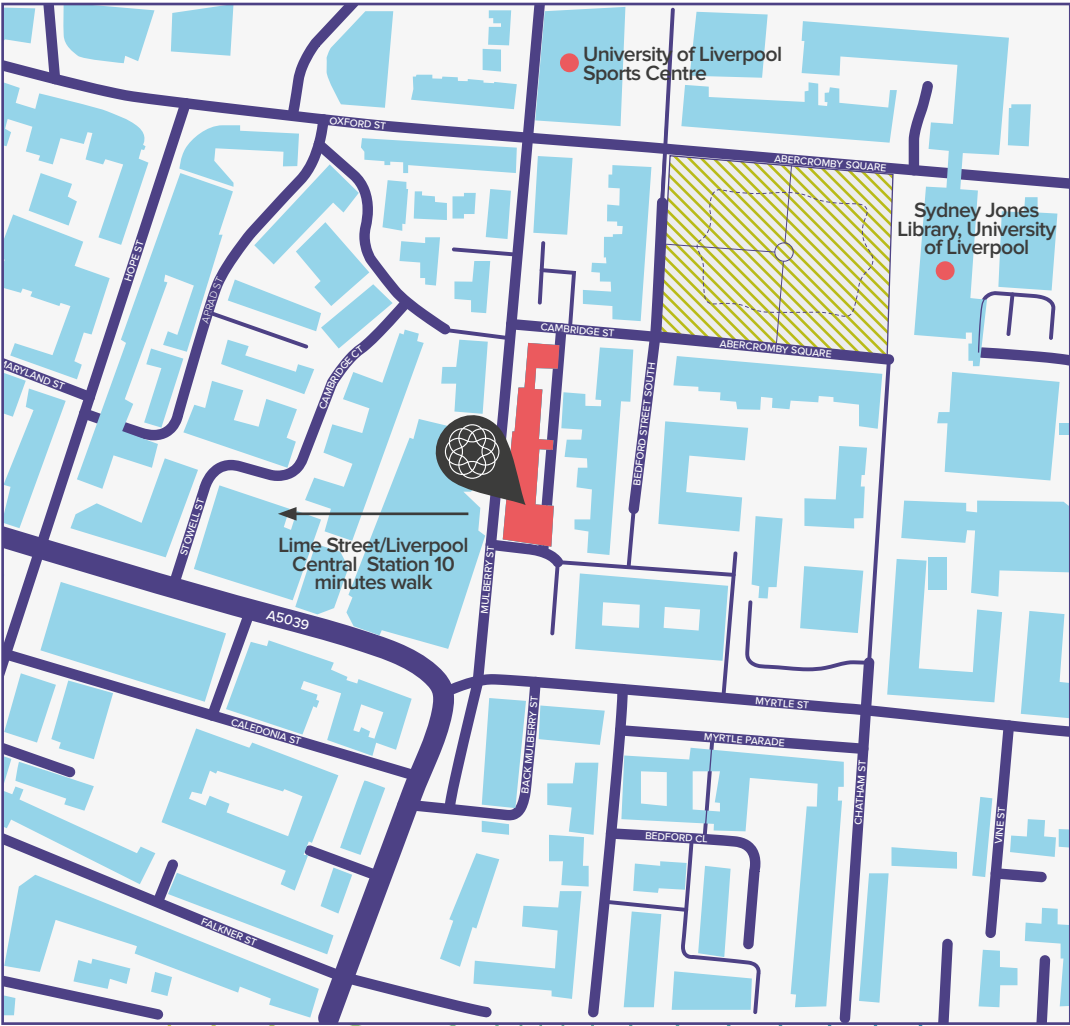 University of Liverpool
Sports Centre
OXFORD ST
ABERCROMBY SQUARE
Sydney Jones
Library, University
of Liverpool
HOPE ST
APRAD ST
CAMBRIDGE ST
ABERCROMBY SQUARE
MARYLAND ST
CAMBRIDGE CT
BEDFORD STREET SOUTH
STOWELL ST
Lime Street/Liverpool
Central Station 10
minutes walk
MULBERRY ST
A5039
MYRTLE ST
CALEDONIA ST
BACK MULBERRY ST
MYRTLE PARADE
CHATHAM ST
VINE ST
BEDFORD CL
FALKNER ST